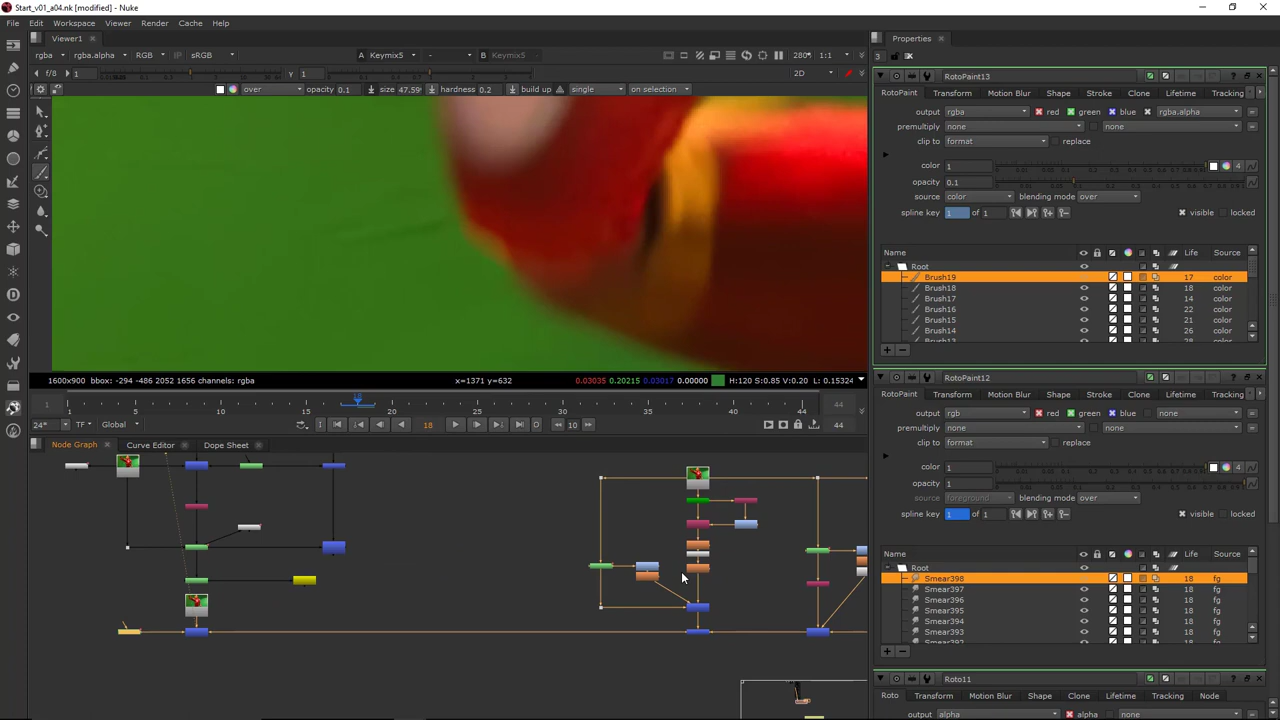 Start_v01_a04.nk [modified] - Nuke
File Edit Workspace Viewer Render Cache Help
Viewer1
rgba rgba.alpha RGB IP sRGB A Keymix5 - B Keymix5 280% 1:1
f/8 1 y 1 2D
over opacity 0.1 size 47.59 hardness 0.2 build up single on selection
1600x900 bbox: -294 -486 2052 1656 channels: rgba x=1371 y=632 0.03035 0.20215 0.03017 0.00000 H:120 S:0.85 V:0.20 L: 0.15324
1 1 5 10 15 18 20 25 30 35 40 44 44
24* TF Global 18 10 44
Node Graph Curve Editor Dope Sheet
Properties
3
RotoPaint13
RotoPaint Transform Motion Blur Shape Stroke Clone Lifetime Tracking
output rgba red green blue rgba.alpha
premultiply none none
clip to format replace
color 1 4
opacity 0.1
source color blending mode over
spline key 1 of 1 visible locked
Name Life Source
Root
Brush19 17 color
Brush18 18 color
Brush17 14 color
Brush16 22 color
Brush15 21 color
Brush14 26 color
RotoPaint12
RotoPaint Transform Motion Blur Shape Stroke Clone Lifetime Tracking
output rgb red green blue none
premultiply none none
clip to format replace
color 1 4
opacity 1
source foreground blending mode over
spline key 1 of 1 visible locked
Name Life Source
Root
Smear398 18 fg
Smear397 18 fg
Smear396 18 fg
Smear395 18 fg
Smear394 18 fg
Smear393 18 fg
Roto11
Roto Transform Motion Blur Shape Clone Lifetime Tracking Node
output alpha alpha none